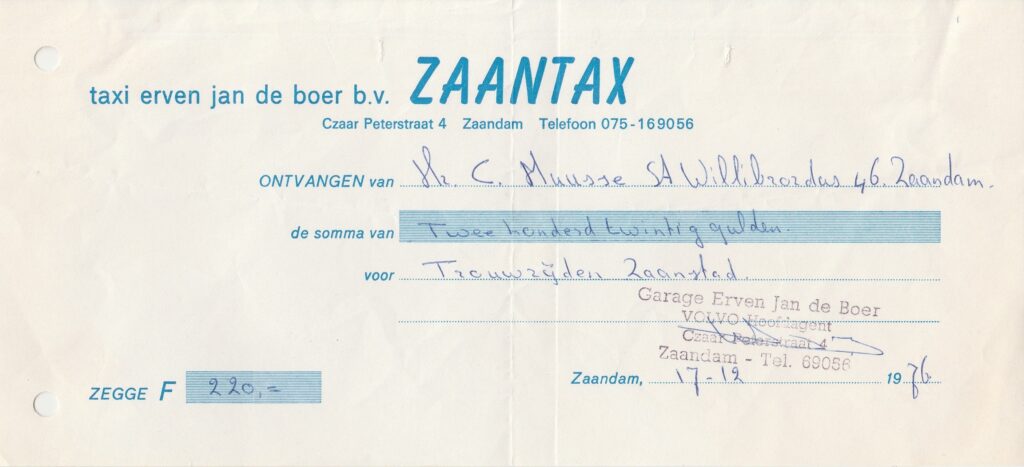 taxi erven jan de boer b.v. ZAANTAX
Czaar Peterstraat 4 Zaandam Telefoon 075-169056
ONTVANGEN van Hr. C. Muusse St Willibrordus 46. Zaandam.
de somma van Twee honderd twintig gulden.
voor Trouwrijden Zaanstad.
Garage Erven Jan de Boer
VOLVO Hoofdagent
Czaar Peterstraat 4
Zaandam - Tel. 69056
ZEGGE F 220,= Zaandam, 17-12 1976